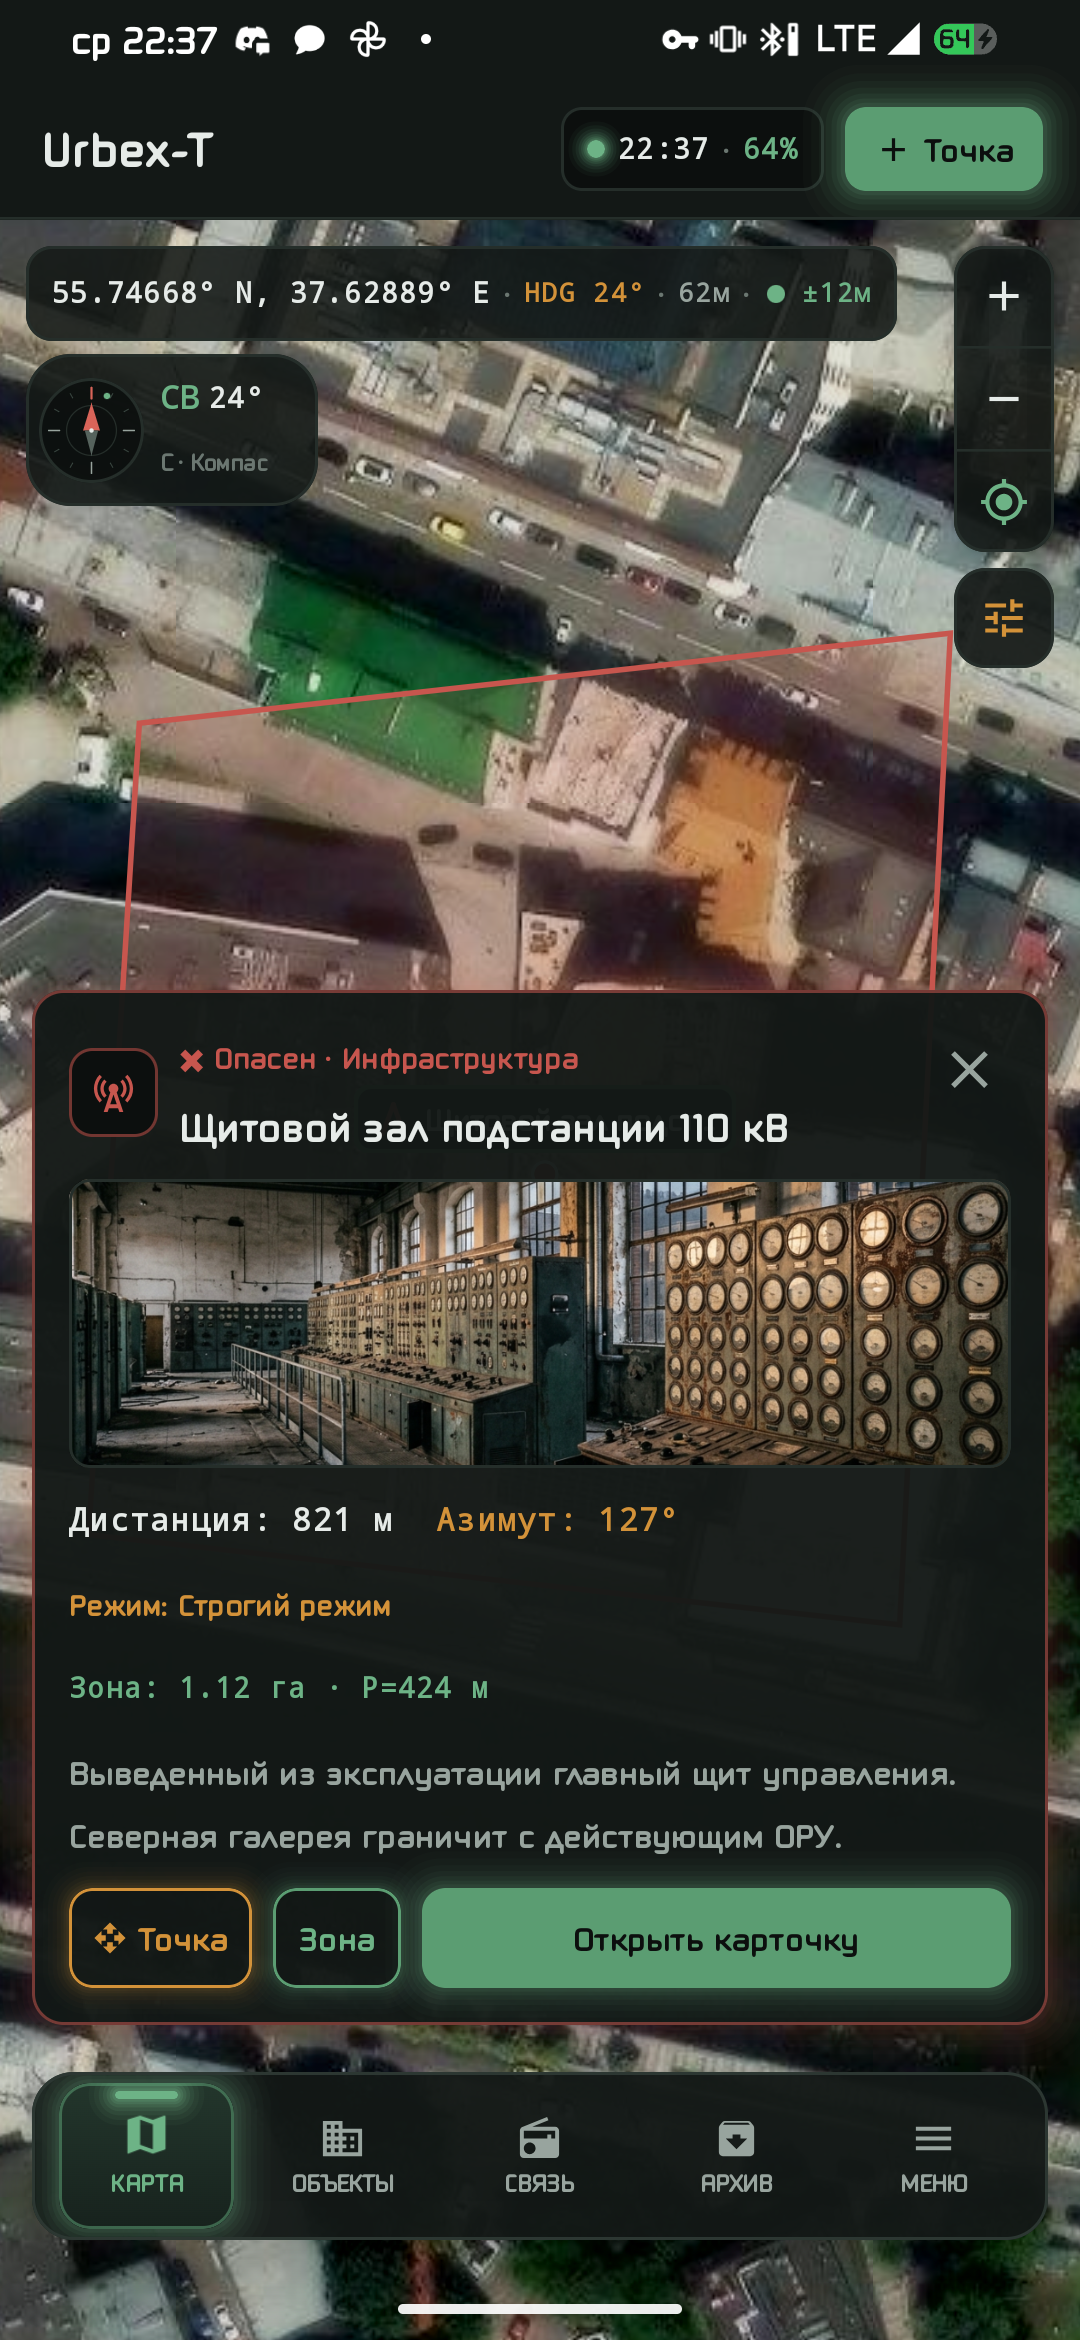 ср 22:37
LTE 64
Urbex-T
22:37 · 64%
+ Точка
55.74668° N, 37.62889° E · HDG 24° · 62м · ±12м
СВ 24°
С · Компас
Опасен · Инфраструктура
Щитовой зал подстанции 110 кВ
Дистанция: 821 м Азимут: 127°
Режим: Строгий режим
Зона: 1.12 га · P=424 м
Выведенный из эксплуатации главный щит управления.
Северная галерея граничит с действующим ОРУ.
Точка
Зона
Открыть карточку
КАРТА
ОБЪЕКТЫ
СВЯЗЬ
АРХИВ
МЕНЮ